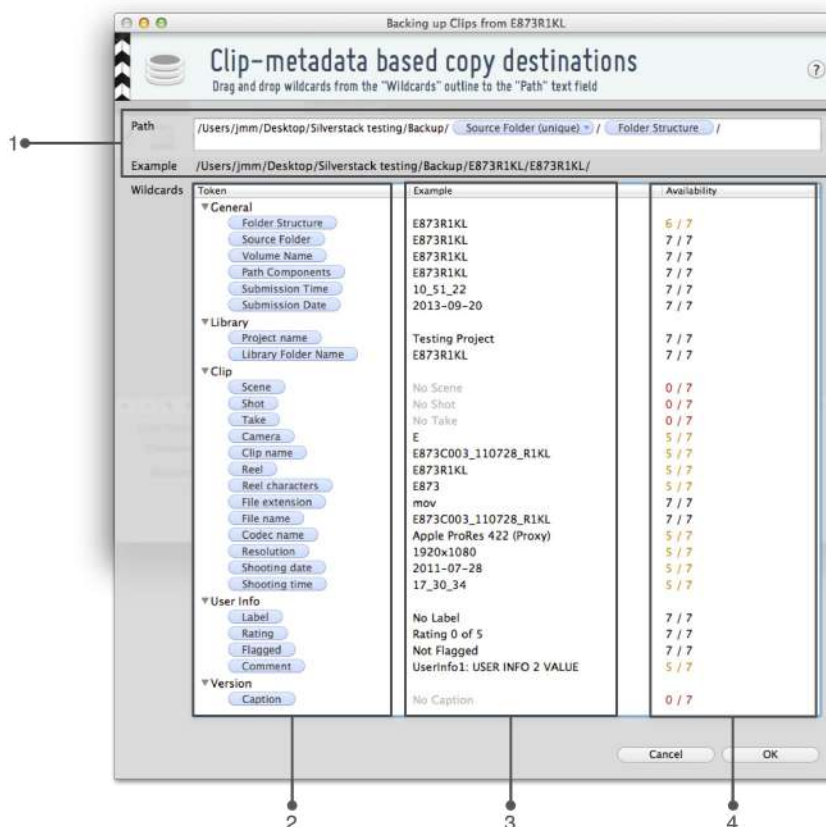 Backing up Clips from E873R1KL
Clip-metadata based copy destinations
Drag and drop wildcards from the "Wildcards" outline to the "Path" text field
?
1
Path /Users/jmm/Desktop/Silverstack testing/Backup/ Source Folder (unique) / Folder Structure /
Example /Users/jmm/Desktop/Silverstack testing/Backup/E873R1KL/E873R1KL/
Wildcards Token Example Availability
General
Folder Structure E873R1KL 6 / 7
Source Folder E873R1KL 7 / 7
Volume Name E873R1KL 7 / 7
Path Components E873R1KL 7 / 7
Submission Time 10_51_22 7 / 7
Submission Date 2013-09-20 7 / 7
Library
Project name Testing Project 7 / 7
Library Folder Name E873R1KL 7 / 7
Clip
Scene No Scene 0 / 7
Shot No Shot 0 / 7
Take No Take 0 / 7
Camera E 5 / 7
Clip name E873C003_110728_R1KL 5 / 7
Reel E873R1KL 5 / 7
Reel characters E873 5 / 7
File extension mov 7 / 7
File name E873C003_110728_R1KL 7 / 7
Codec name Apple ProRes 422 (Proxy) 5 / 7
Resolution 1920x1080 5 / 7
Shooting date 2011-07-28 5 / 7
Shooting time 17_30_34 5 / 7
User Info
Label No Label 7 / 7
Rating Rating 0 of 5 7 / 7
Flagged Not Flagged 7 / 7
Comment UserInfo1: USER INFO 2 VALUE 5 / 7
Version
Caption No Caption 0 / 7
Cancel OK
2 3 4